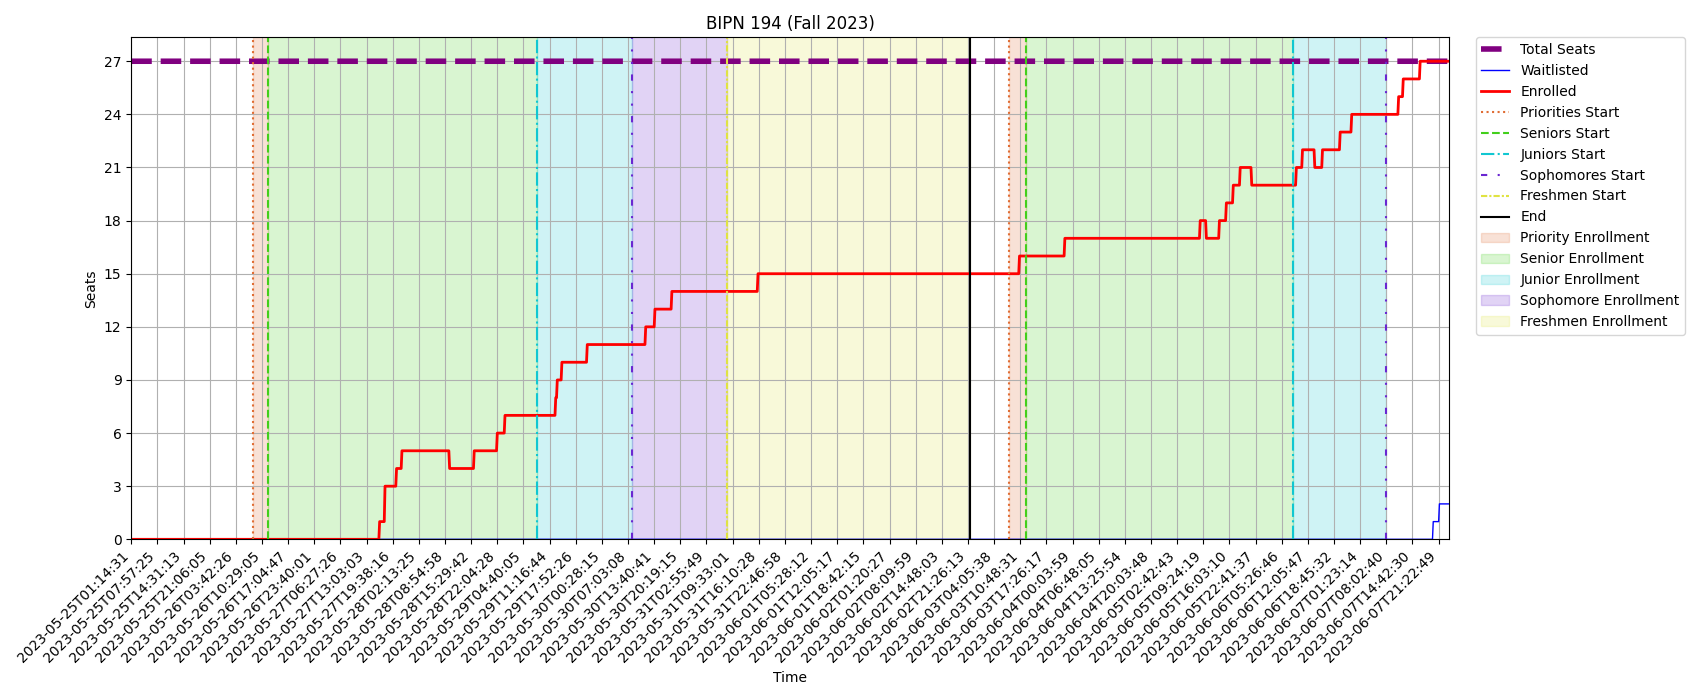 BIPN 194 (Fall 2023)
27
24
21
18
15
12
9
6
3
0
Seats
2023-05-25T01:14:31
2023-05-25T07:57:25
2023-05-25T14:31:13
2023-05-25T21:06:05
2023-05-26T03:42:26
2023-05-26T10:29:05
2023-05-26T17:04:47
2023-05-26T23:40:01
2023-05-27T06:27:26
2023-05-27T13:03:03
2023-05-27T19:38:16
2023-05-28T02:13:25
2023-05-28T08:54:58
2023-05-28T15:29:42
2023-05-28T22:04:28
2023-05-29T04:40:05
2023-05-29T11:16:44
2023-05-29T17:52:26
2023-05-30T00:28:15
2023-05-30T07:03:08
2023-05-30T13:40:41
2023-05-30T20:19:15
2023-05-31T02:55:49
2023-05-31T09:33:01
2023-05-31T16:10:28
2023-05-31T22:46:58
2023-06-01T05:28:12
2023-06-01T12:05:17
2023-06-01T18:42:15
2023-06-02T01:20:27
2023-06-02T08:09:59
2023-06-02T14:48:03
2023-06-02T21:26:13
2023-06-03T04:05:38
2023-06-03T10:48:31
2023-06-03T17:26:17
2023-06-04T00:03:59
2023-06-04T06:48:05
2023-06-04T13:25:54
2023-06-04T20:03:48
2023-06-05T02:42:43
2023-06-05T09:24:19
2023-06-05T16:03:10
2023-06-05T22:41:37
2023-06-06T05:26:46
2023-06-06T12:05:47
2023-06-06T18:45:32
2023-06-07T01:23:14
2023-06-07T08:02:40
2023-06-07T14:42:30
2023-06-07T21:22:49
Time
Total Seats
Waitlisted
Enrolled
Priorities Start
Seniors Start
Juniors Start
Sophomores Start
Freshmen Start
End
Priority Enrollment
Senior Enrollment
Junior Enrollment
Sophomore Enrollment
Freshmen Enrollment